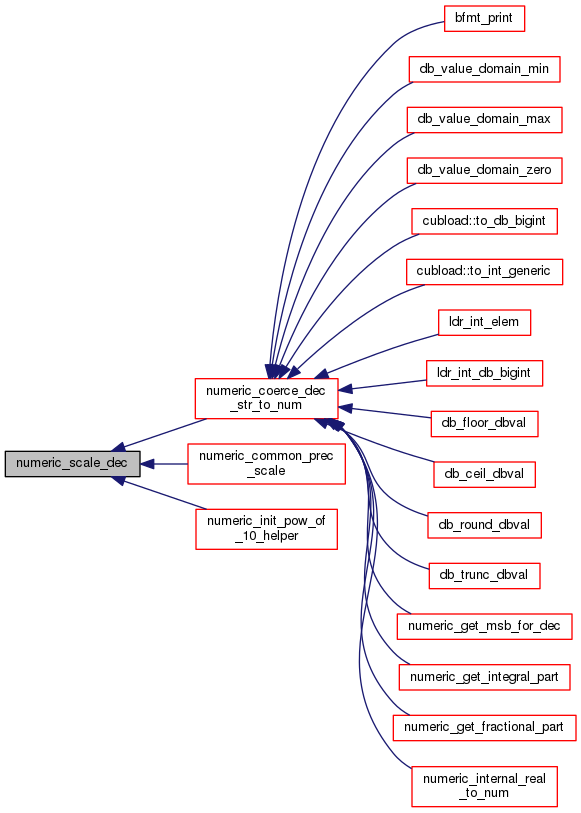 bfmt_print
db_value_domain_min
db_value_domain_max
db_value_domain_zero
cubload::to_db_bigint
cubload::to_int_generic
ldr_int_elem
ldr_int_db_bigint
numeric_coerce_dec
_str_to_num
db_floor_dbval
numeric_scale_dec
numeric_common_prec
_scale
db_ceil_dbval
numeric_init_pow_of
_10_helper
db_round_dbval
db_trunc_dbval
numeric_get_msb_for_dec
numeric_get_integral_part
numeric_get_fractional_part
numeric_internal_real
_to_num